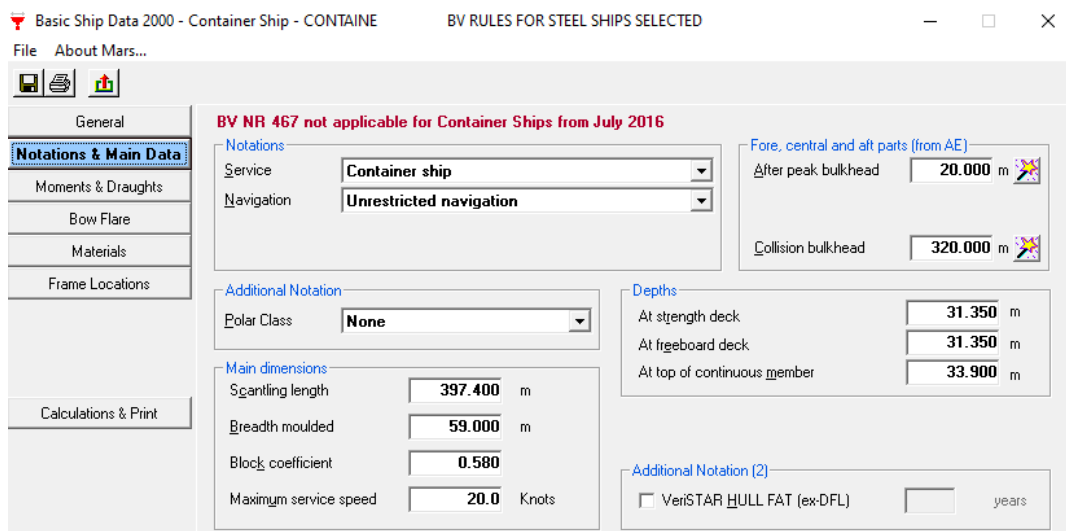 Basic Ship Data 2000 - Container Ship - CONTAINE BV RULES FOR STEEL SHIPS SELECTED
File About Mars...
General
Notations & Main Data
Moments & Draughts
Bow Flare
Materials
Frame Locations
Calculations & Print
BV NR 467 not applicable for Container Ships from July 2016
Notations
Service Container ship
Navigation Unrestricted navigation
Fore, central and aft parts (from AE)
After peak bulkhead 20.000 m
Collision bulkhead 320.000 m
Additional Notation
Polar Class None
Depths
At strength deck 31.350 m
At freeboard deck 31.350 m
At top of continuous member 33.900 m
Main dimensions
Scantling length 397.400 m
Breadth moulded 59.000 m
Block coefficient 0.580
Maximum service speed 20.0 Knots
Additional Notation (2)
VeriSTAR HULL FAT (ex-DFL) years